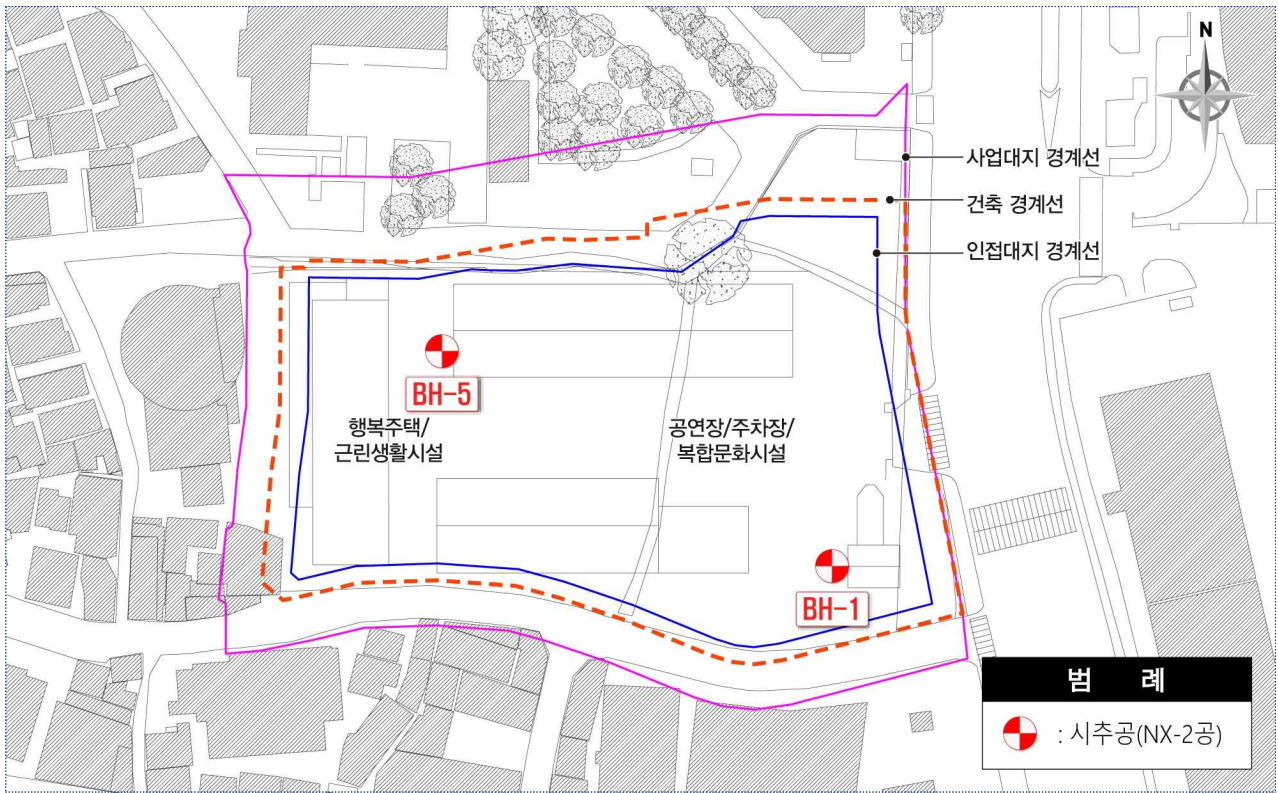 N
사업대지 경계선
건축 경계선
인접대지 경계선
BH-5
행복주택/
근린생활시설
공연장/주차장/
복합문화시설
BH-1
범 례
: 시추공(NX-2공)